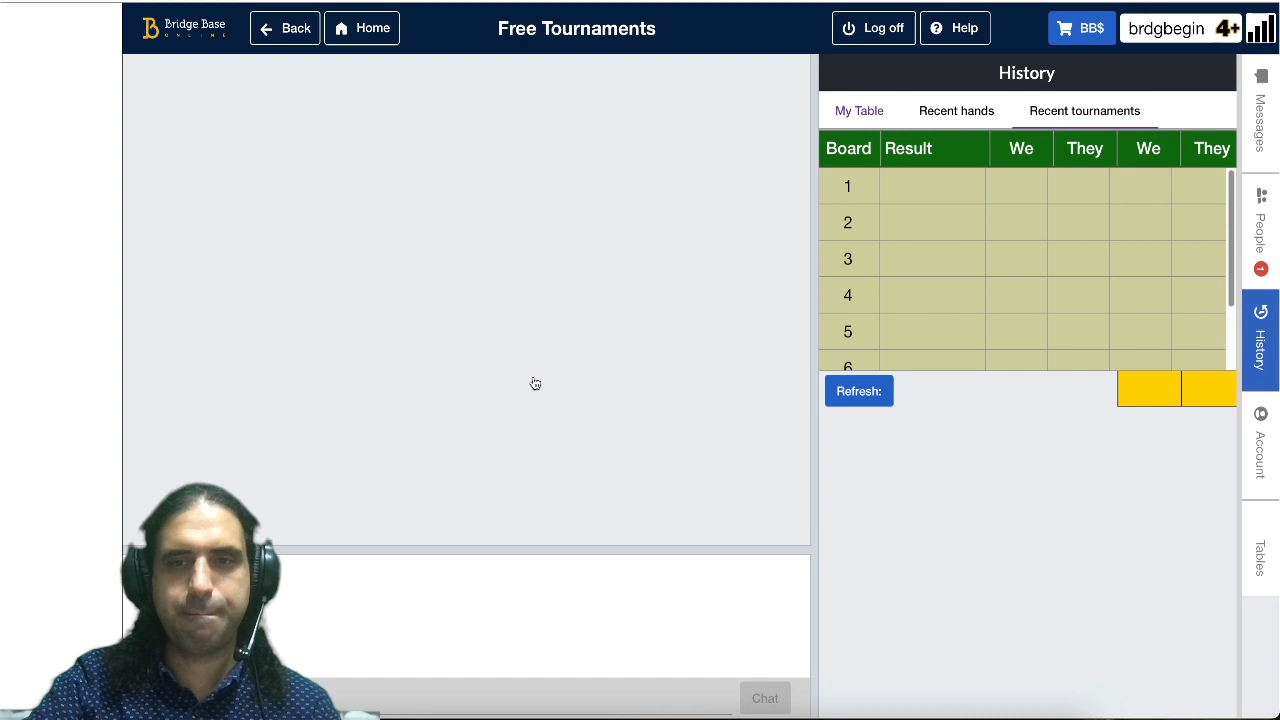 Bridge Base
ONLINE
Back
Home
Free Tournaments
Log off
Help
BB$
brdgbegin 4+
History
My Table Recent hands Recent tournaments
Board Result We They We They
1
2
3
4
5
6
Refresh:
Chat
Messages
People 1
History
Account
Tables